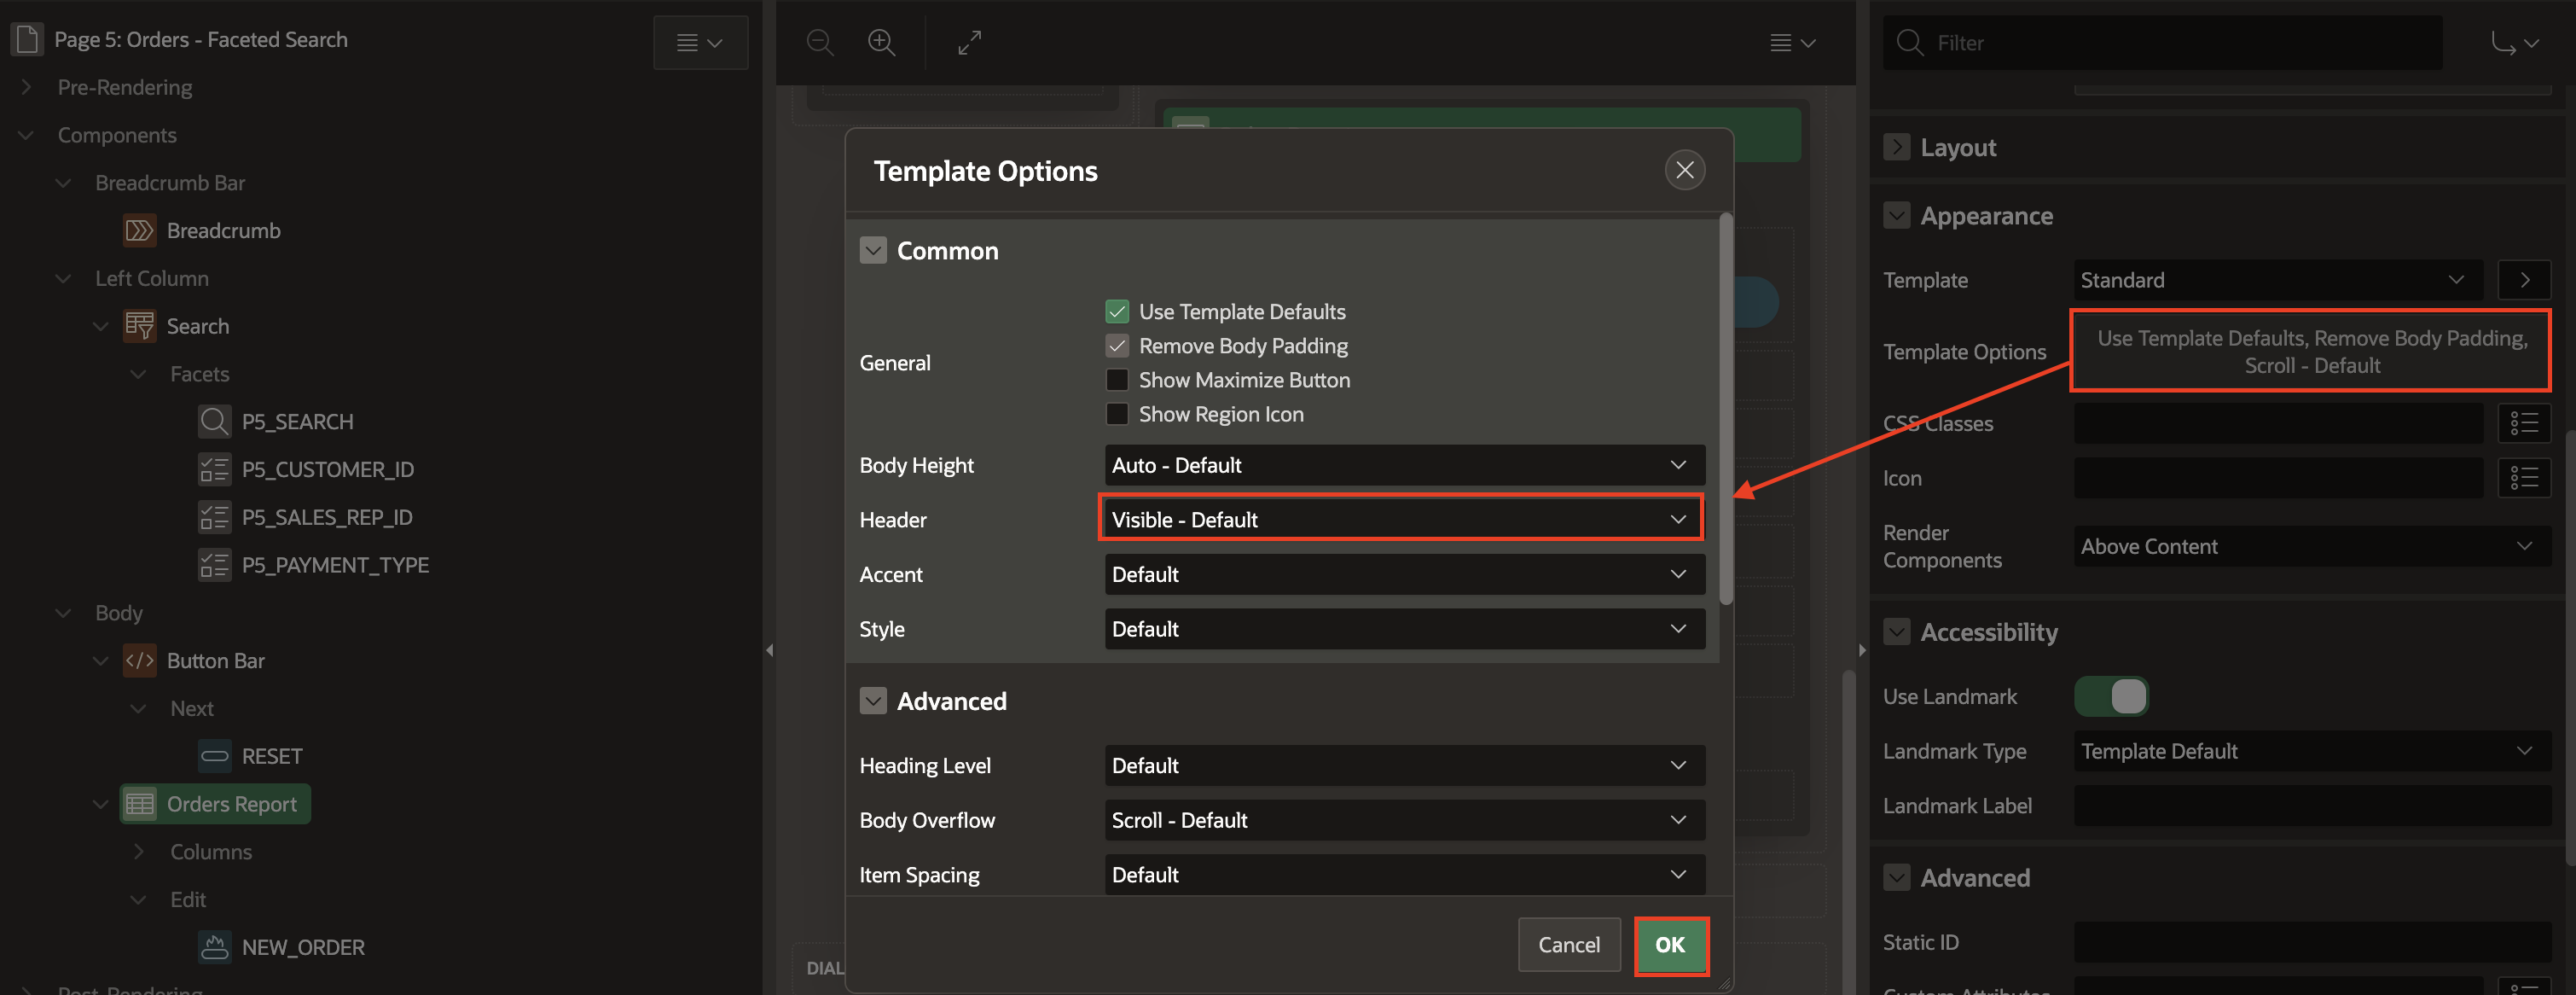 Page 5: Orders - Faceted Search
Pre-Rendering
Components
Breadcrumb Bar
Breadcrumb
Left Column
Search
Facets
P5_SEARCH
P5_CUSTOMER_ID
P5_SALES_REP_ID
P5_PAYMENT_TYPE
Body
Button Bar
Next
RESET
Orders Report
Columns
Edit
NEW_ORDER
Template Options
Common
General
Use Template Defaults
Remove Body Padding
Show Maximize Button
Show Region Icon
Body Height
Auto - Default
Header
Visible - Default
Accent
Default
Style
Default
Advanced
Heading Level
Default
Body Overflow
Scroll - Default
Item Spacing
Default
Cancel
OK
DIAL
Filter
Layout
Appearance
Template
Standard
Template Options
Use Template Defaults, Remove Body Padding,
Scroll - Default
CSS Classes
Icon
Render
Components
Above Content
Accessibility
Use Landmark
Landmark Type
Template Default
Landmark Label
Advanced
Static ID